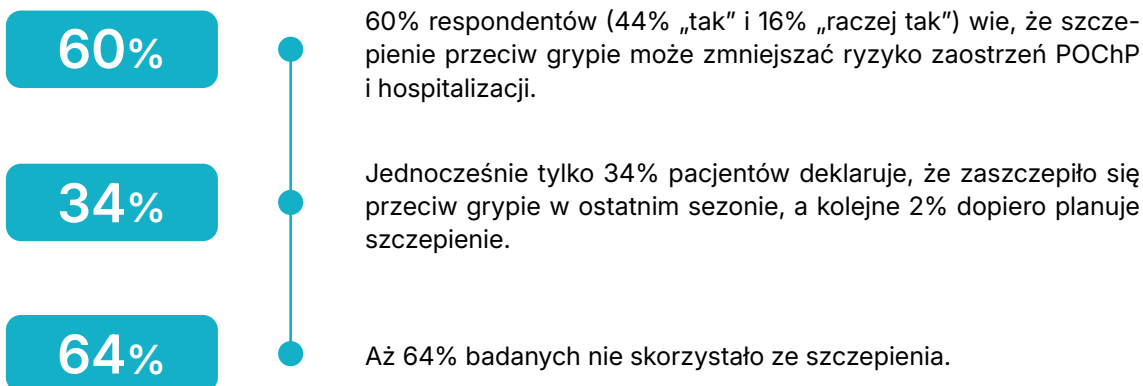 60%
60% respondentów (44% „tak” i 16% „raczej tak”) wie, że szcze-
pienie przeciw grypie może zmniejszać ryzyko zaostrzeń POChP
i hospitalizacji.
34%
Jednocześnie tylko 34% pacjentów deklaruje, że zaszczepiło się
przeciw grypie w ostatnim sezonie, a kolejne 2% dopiero planuje
szczepienie.
64%
Aż 64% badanych nie skorzystało ze szczepienia.